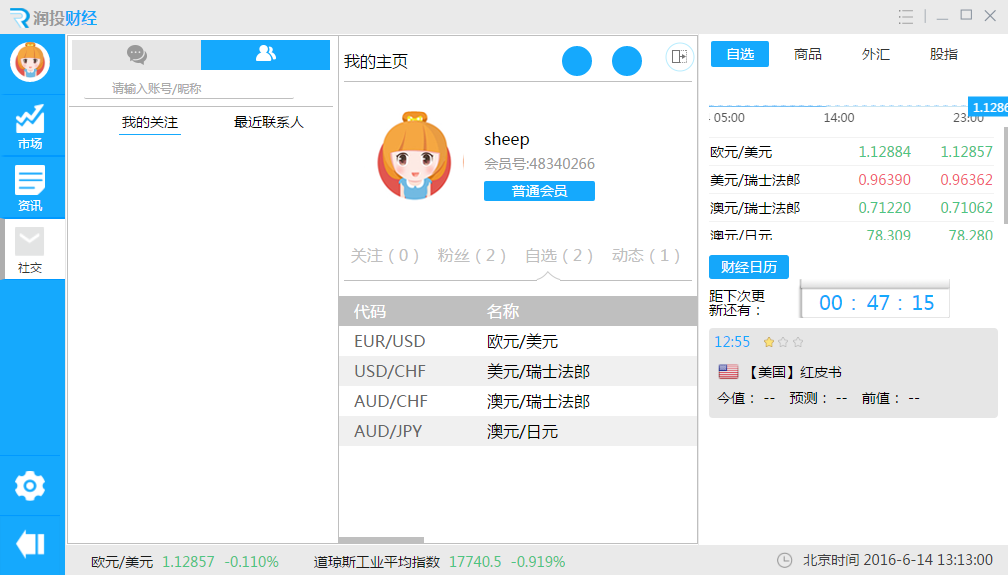 润投财经
市场
资讯
社交
请输入账号/昵称
我的关注 最近联系人
我的主页
sheep
会员号:48340266
普通会员
关注 ( 0 ) 粉丝 ( 2 ) 自选 ( 2 ) 动态 ( 1 )
代码 名称
EUR/USD 欧元/美元
USD/CHF 美元/瑞士法郎
AUD/CHF 澳元/瑞士法郎
AUD/JPY 澳元/日元
自选 商品 外汇 股指
1.1286
05:00 14:00 23:00
欧元/美元 1.12884 1.12857
美元/瑞士法郎 0.96390 0.96362
澳元/瑞士法郎 0.71220 0.71062
澳元/日元 78.309 78.280
财经日历
距下次更
新还有：
00 : 47 : 15
12:55
【美国】红皮书
今值： -- 预测： -- 前值： --
欧元/美元 1.12857 -0.110% 道琼斯工业平均指数 17740.5 -0.919%
北京时间 2016-6-14 13:13:00